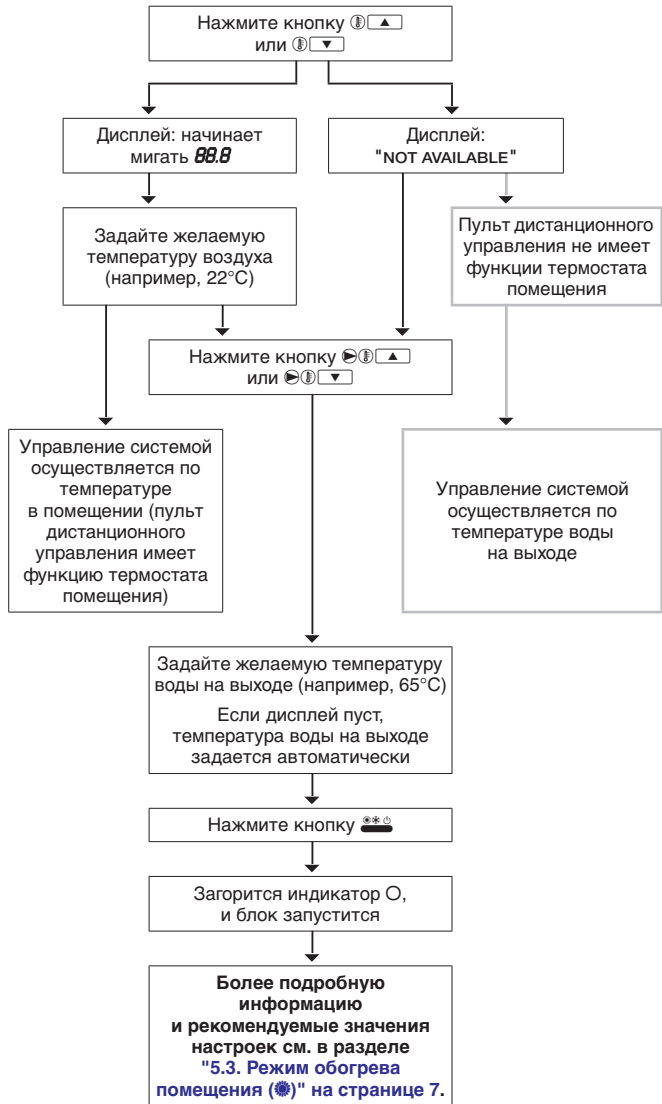 Нажмите кнопку ▲
или ▼
Дисплей: начинает
мигать 88.8
Дисплей:
"NOT AVAILABLE"
Задайте желаемую
температуру воздуха
(например, 22°C)
Пульт дистанционного
управления не имеет
функции термостата
помещения
Нажмите кнопку ▲
или ▼
Управление системой
осуществляется по
температуре
в помещении (пульт
дистанционного
управления имеет
функцию термостата
помещения)
Управление системой
осуществляется по
температуре воды
на выходе
Задайте желаемую температуру
воды на выходе (например, 65°C)
Если дисплей пуст,
температура воды на выходе
задается автоматически
Нажмите кнопку
Загорится индикатор ,
и блок запустится
Более подробную
информацию
и рекомендуемые значения
настроек см. в разделе
"5.3. Режим обогрева
помещения ()" на странице 7.